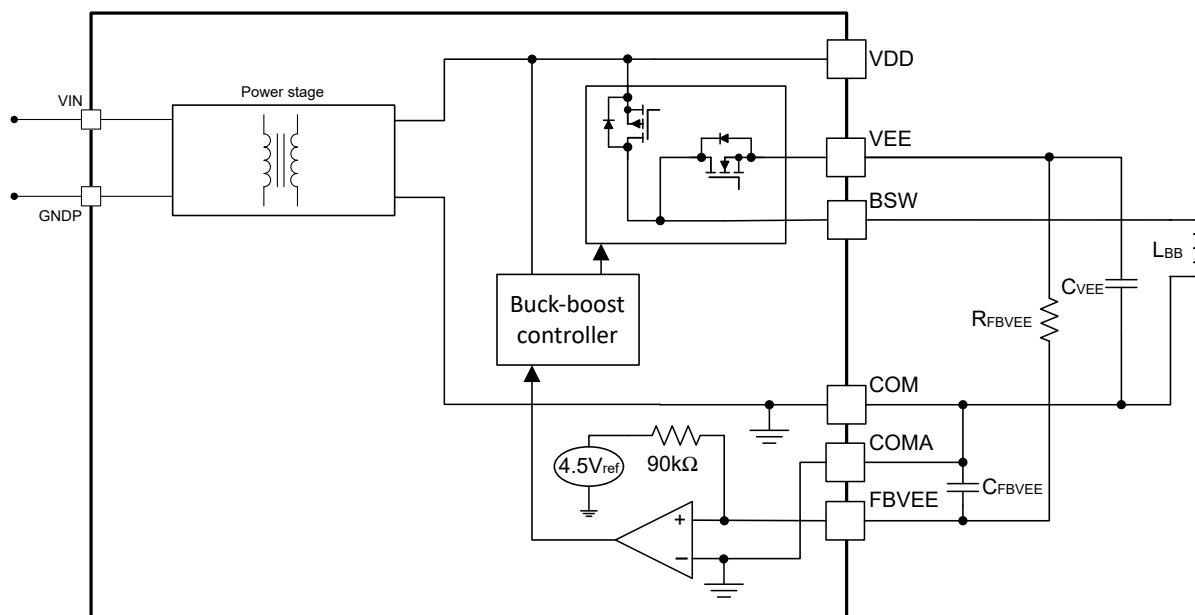 VDD
Power stage
VIN
VEE
BSW
GNDP
LBB
CVEE
Buck-boost
controller
RFBVEE
COM
COMA
4.5Vref
90kΩ
CFBVEE
FBVEE
+
−